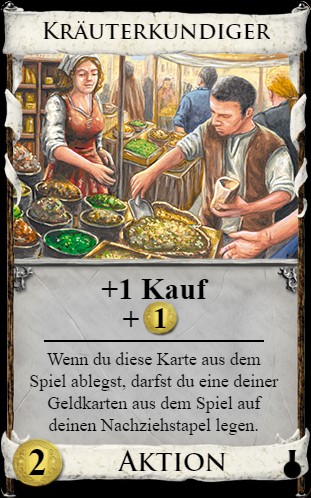 KRÄUTERKUNDIGER
+1 Kauf
+ 1
Wenn du diese Karte aus dem
Spiel ablegst, darfst du eine deiner
Geldkarten aus dem Spiel auf
deinen Nachziehstapel legen.
2 AKTION